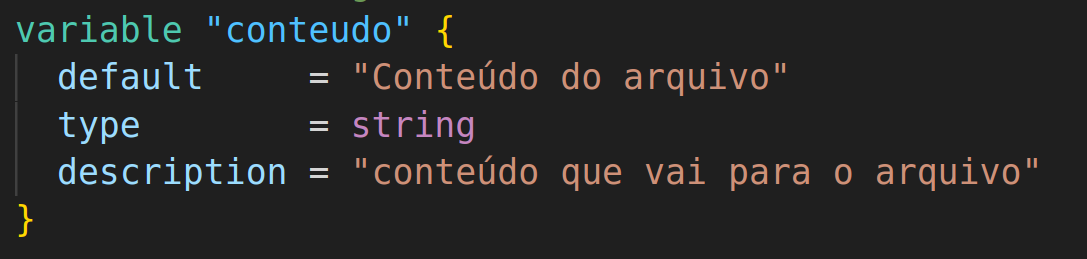 variable "conteudo" {
  default     = "Conteúdo do arquivo"
  type        = string
  description = "conteúdo que vai para o arquivo"
}